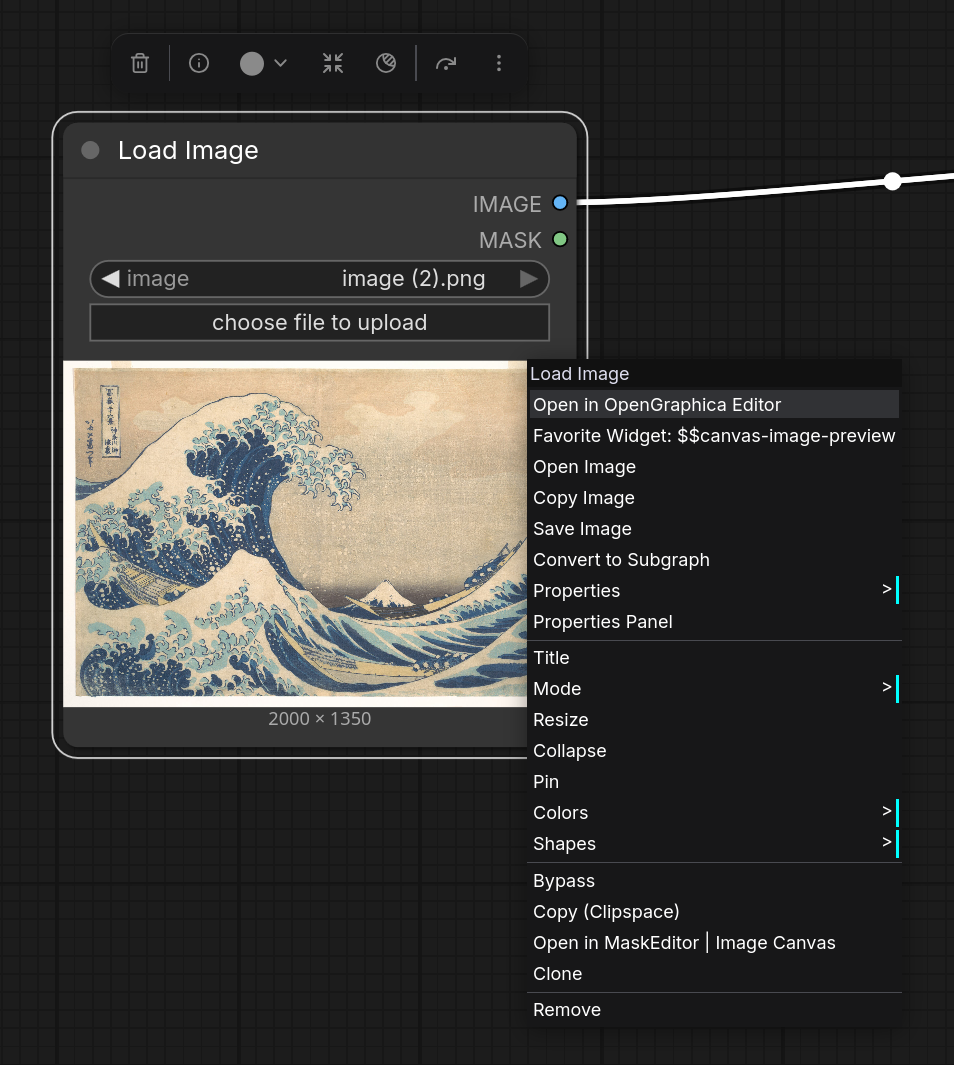 Load Image
IMAGE
MASK
image image (2).png
choose file to upload
2000 × 1350
Load Image
Open in OpenGraphica Editor
Favorite Widget: $$canvas-image-preview
Open Image
Copy Image
Save Image
Convert to Subgraph
Properties >
Properties Panel
Title
Mode >
Resize
Collapse
Pin
Colors >
Shapes >
Bypass
Copy (Clipspace)
Open in MaskEditor | Image Canvas
Clone
Remove